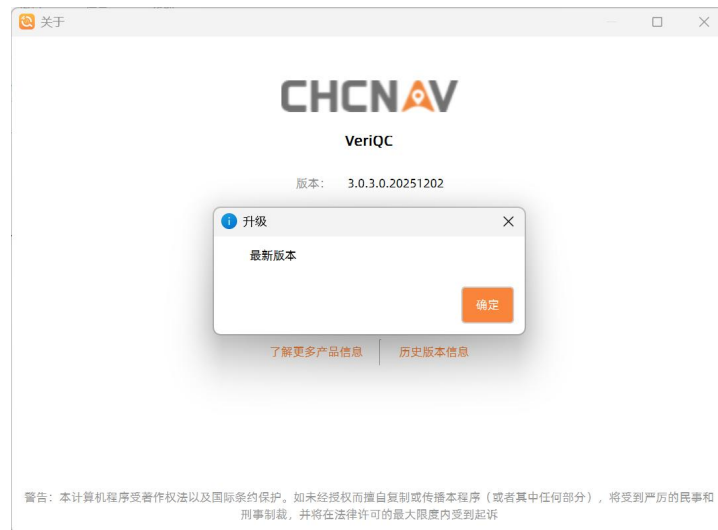 关于
CHCNAV
VeriQC
版本： 3.0.3.0.20251202
升级
最新版本
确定
了解更多产品信息
历史版本信息
警告：本计算机程序受著作权法以及国际条约保护。如未经授权而擅自复制或传播本程序（或者其中任何部分），将受到严厉的民事和
刑事制裁，并将在法律许可的最大限度内受到起诉